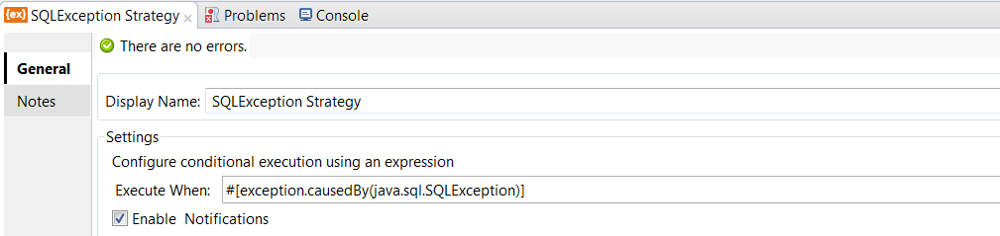 {ex} SQLException Strategy Problems Console
There are no errors.
General
Notes
Display Name: SQLException Strategy
Settings
Configure conditional execution using an expression
Execute When: #[exception.causedBy(java.sql.SQLException)]
Enable Notifications